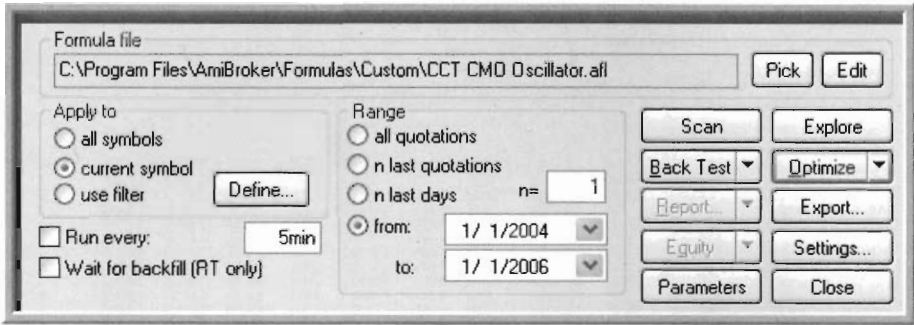 Formula file
C:\Program Files\AmiBroker\Formulas\Custom\CCT CMO Oscillator.afl
Pick
Edit
Apply to
all symbols
current symbol
use filter
Define...
Run every:
5min
Wait for backfill (RT only)
Range
all quotations
n last quotations
n last days
n=
1
from:
1/ 1/2004
to:
1/ 1/2006
Scan
Explore
Back Test
Optimize
Report...
Export...
Equity
Settings...
Parameters
Close